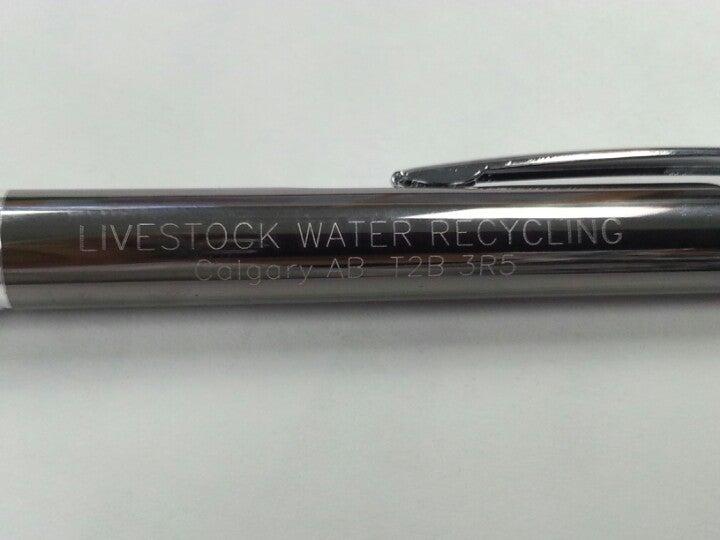 LIVESTOCK WATER RECYCLING
Calgary AB T2B 3R5